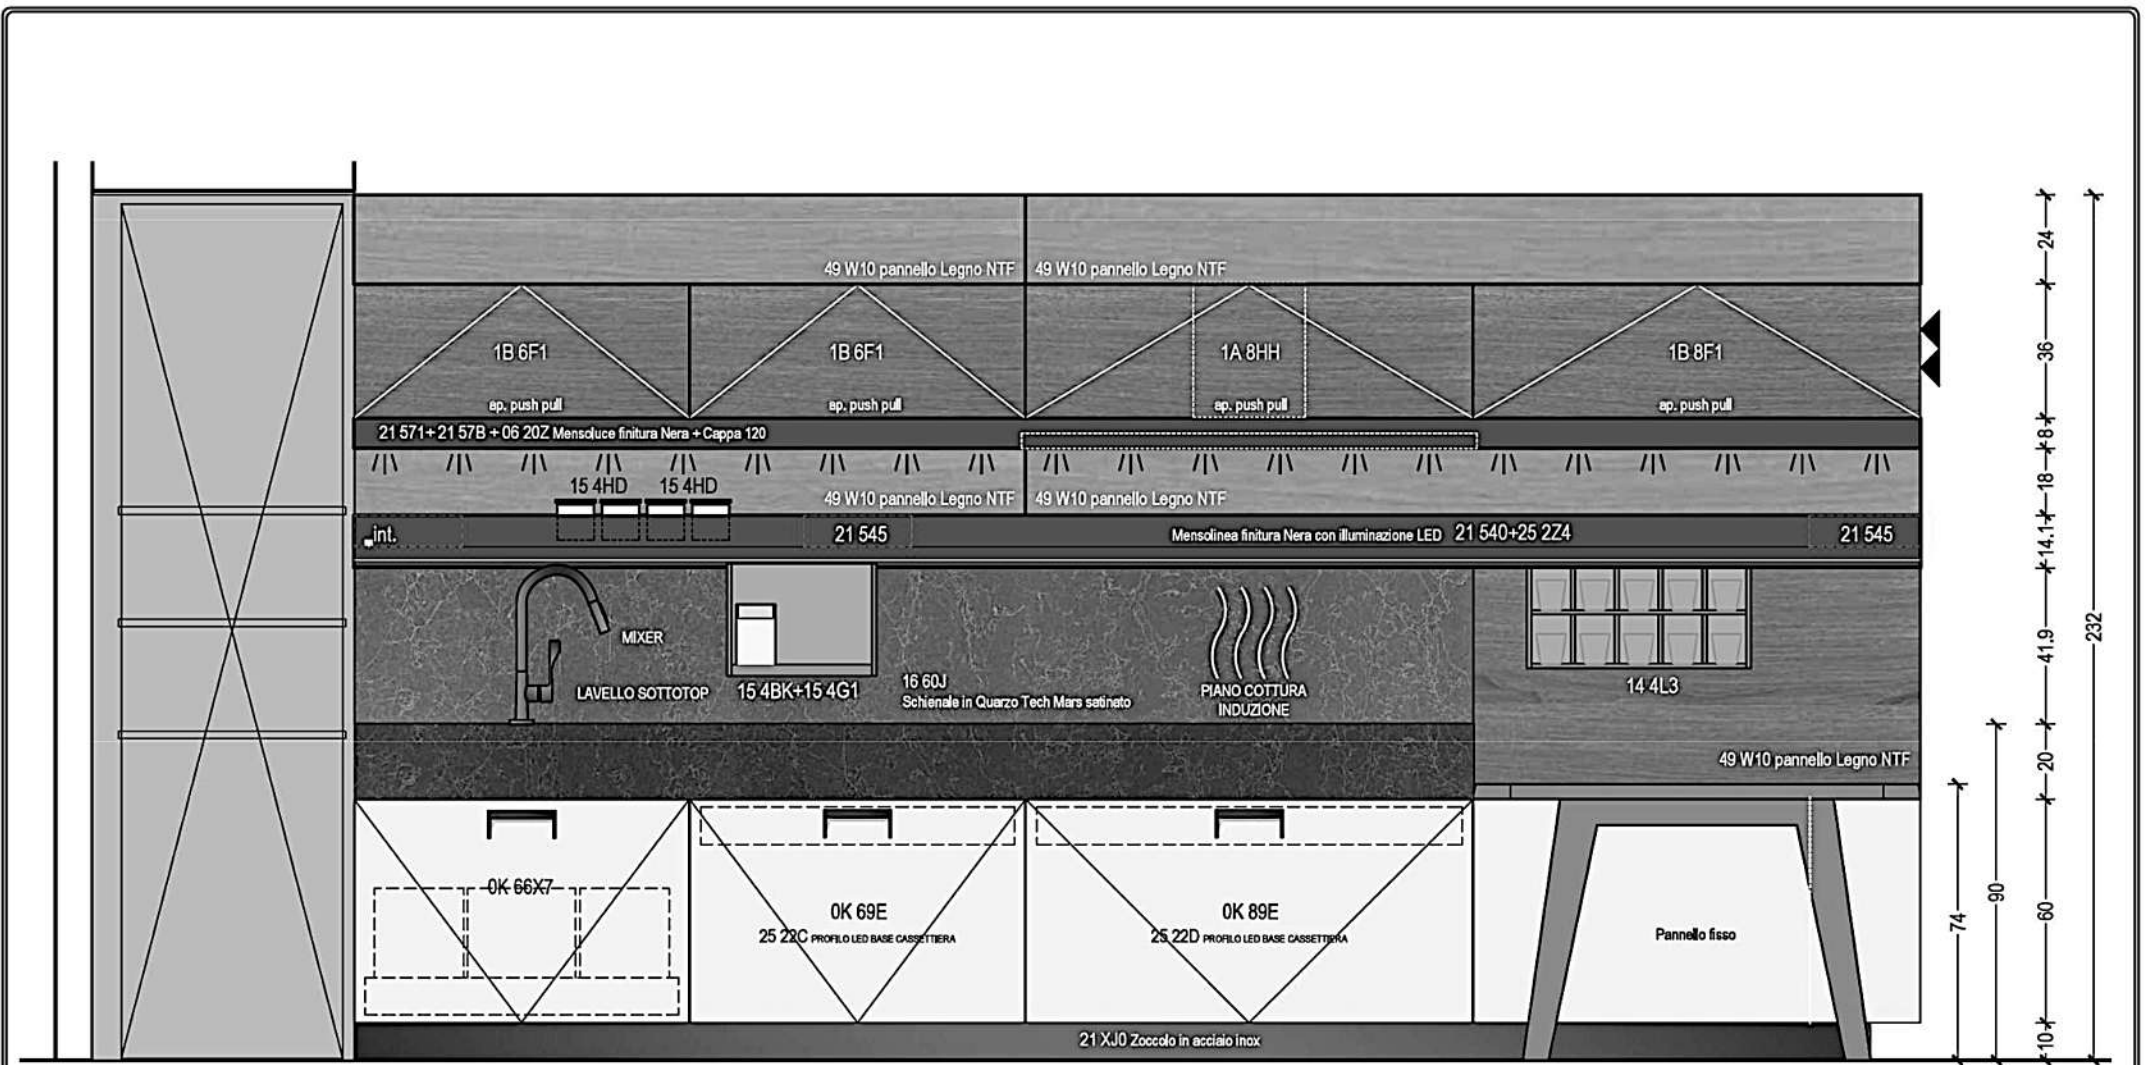 49 W10 pannello Legno NTF
49 W10 pannello Legno NTF
24
1B 6F1
1B 6F1
1A 8HH
1B 8F1
36
ap. push pull
ap. push pull
ap. push pull
ap. push pull
21 571+ 21 57B + 06 20Z Mensoluce finitura Nera + Cappa 120
8
15 4HD
15 4HD
18
49 W10 pannello Legno NTF
49 W10 pannello Legno NTF
int.
21 545
Mensolinea finitura Nera con illuminazione LED 21 540+25 2Z4
21 545
14.1
MIXER
232
41.9
LAVELLO SOTTOTOP
15 4BK+15 4G1
16 60J
Schienale in Quarzo Tech Mars satinato
PIANO COTTURA
INDUZIONE
14 4L3
49 W10 pannello Legno NTF
20
0K 66X7
90
0K 69E
0K 89E
60
74
25 22C PROFILO LED BASE CASSETTIERA
25 22D PROFILO LED BASE CASSETTIERA
Pannello fisso
21 XJ0 Zoccolo in acciaio inox
10